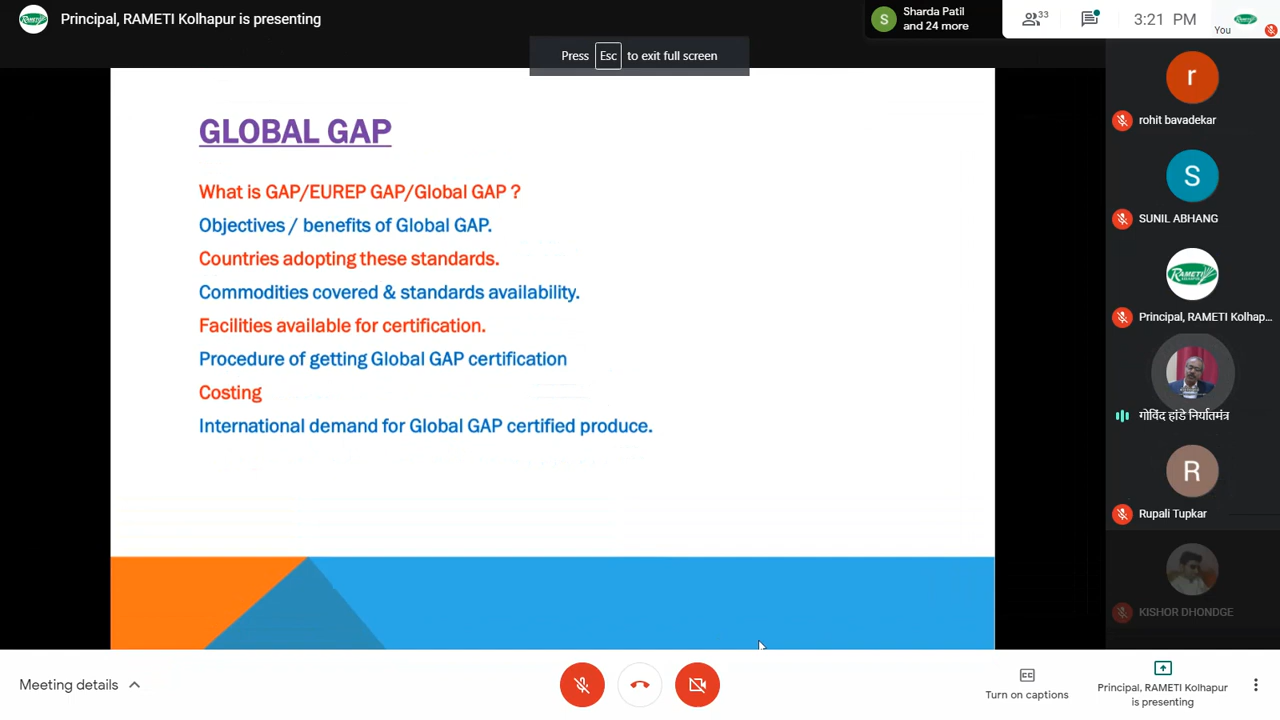 Principal, RAMETI Kolhapur is presenting
S
Sharda Patil
and 24 more
33
3:21 PM
RAMETI
You
Press Esc to exit full screen
GLOBAL GAP
What is GAP/EUREP GAP/Global GAP ?
Objectives / benefits of Global GAP.
Countries adopting these standards.
Commodities covered & standards availability.
Facilities available for certification.
Procedure of getting Global GAP certification
Costing
International demand for Global GAP certified produce.
r
rohit bavadekar
S
SUNIL ABHANG
RAMETI
Principal, RAMETI Kolhap...
गोविंद हांडे निर्यातमंत्र
R
Rupali Tupkar
KISHOR DHONDGE
Meeting details
CC
Turn on captions
Principal, RAMETI Kolhapur
is presenting